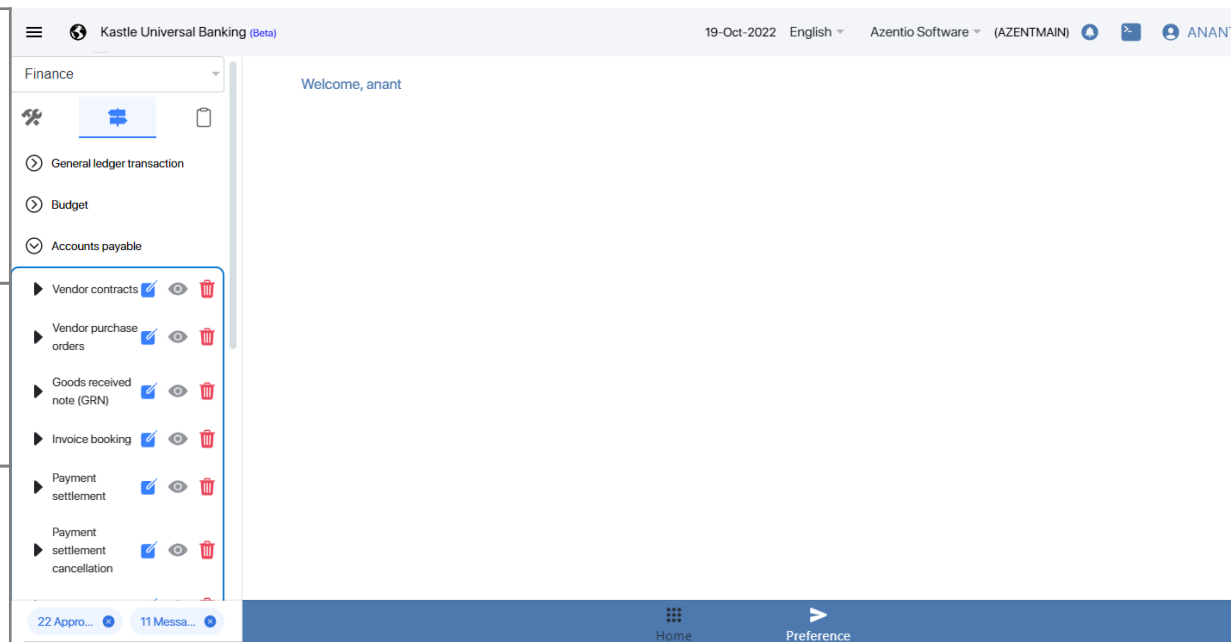 Kastle Universal Banking (Beta)
19-Oct-2022 English Azentio Software (AZENTMAIN) ANANT
Finance
Welcome, anant
General ledger transaction
Budget
Accounts payable
Vendor contracts
Vendor purchase
orders
Goods received
note (GRN)
Invoice booking
Payment
settlement
Payment
settlement
cancellation
22 Appro...
11 Messa...
Home
Preference